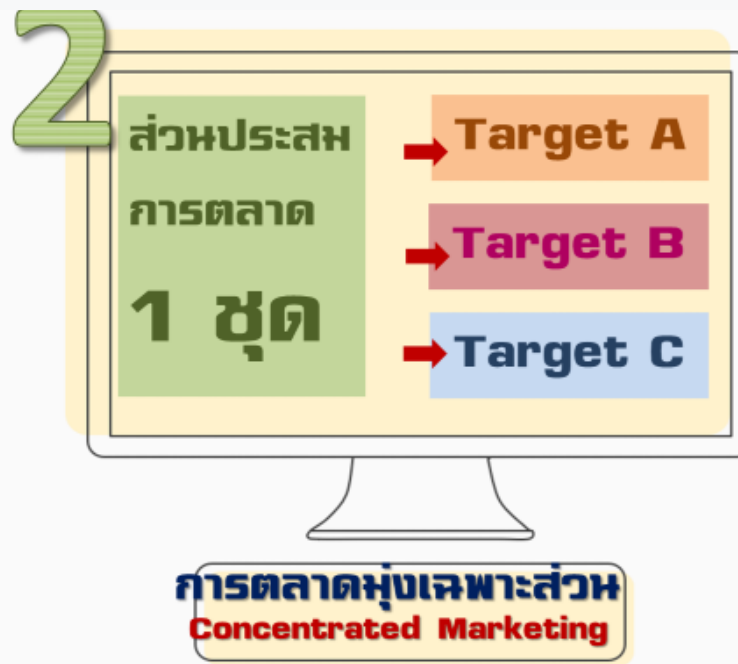 2
ส่วนประสม
การตลาด
1 ชุด
Target A
Target B
Target C
การตลาดมุ่งเฉพาะส่วน
Concentrated Marketing